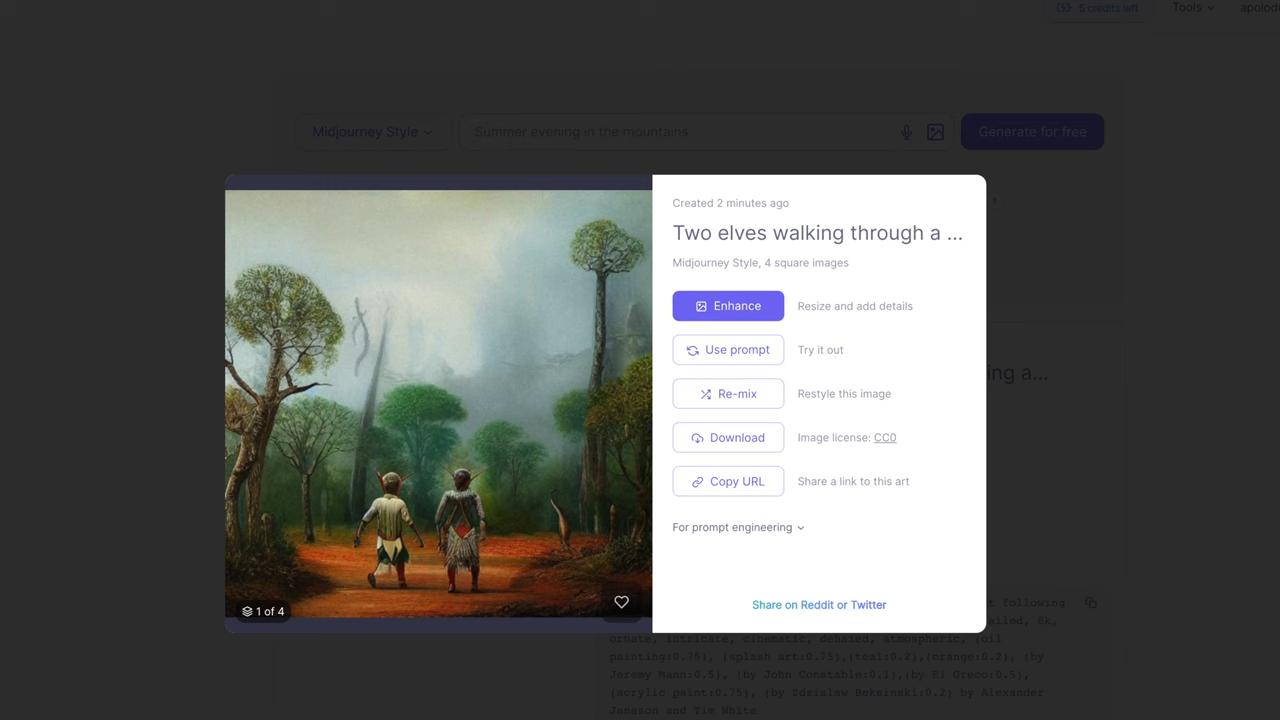 5 credits left
Tools
apolod
Midjourney Style
Summer evening in the mountains
Generate for free
Created 2 minutes ago
Two elves walking through a ...
Midjourney Style, 4 square images
Enhance
Resize and add details
Use prompt
Try it out
Re-mix
Restyle this image
ing a...
Download
Image license: CC0
Copy URL
Share a link to this art
For prompt engineering
Share on Reddit or Twitter
1 of 4
t following
ailed, 8k,
ornate, intricate, cinematic, dehazed, atmospheric, (oil
painting:0.75), (splash art:0.75),(teal:0.2),(orange:0.2), (by
Jeremy Mann:0.5), (by John Constable:0.1),(by El Greco:0.5),
(acrylic paint:0.75), (by Zdzislaw Beksinski:0.2) by Alexander
Jansson and Tim White